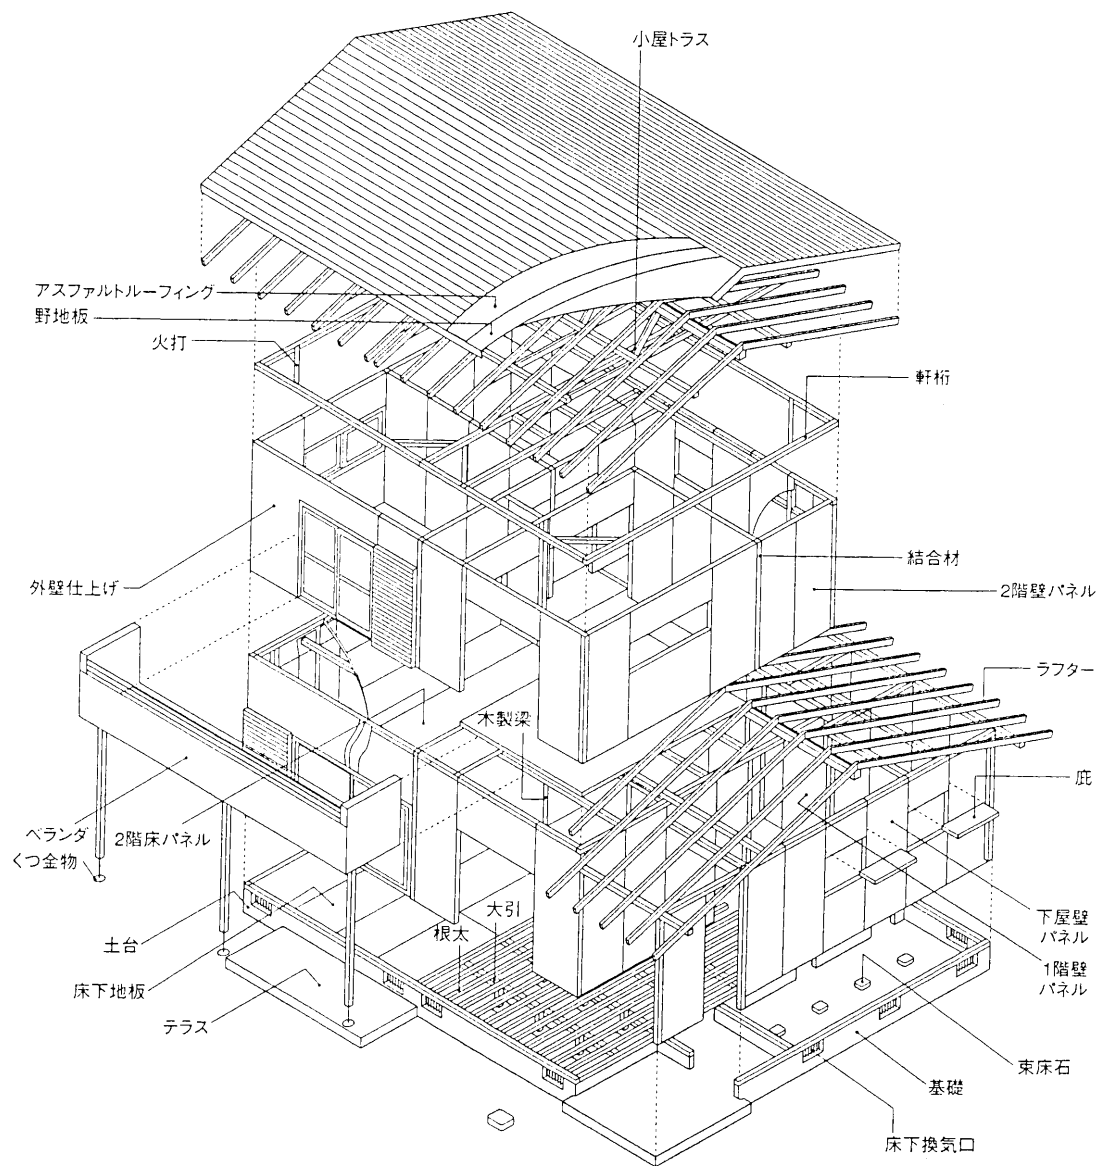 小屋トラス
アスファルトルーフィング
野地板
火打
軒桁
外壁仕上げ
結合材
2階壁パネル
ラフター
木製梁
庇
ベランダ
2階床パネル
くつ金物
大引
根太
土台
床下地板
テラス
下屋壁
パネル
1階壁
パネル
束床石
基礎
床下換気口